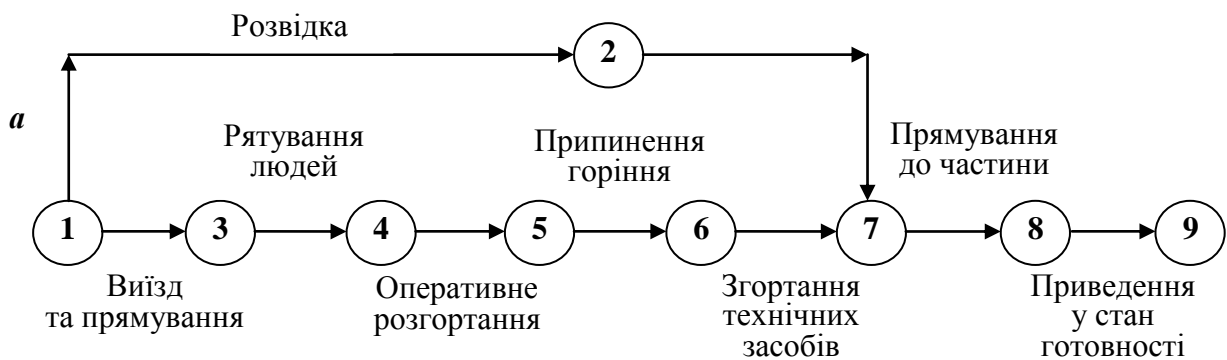 Розвідка
2
а
Рятування
людей
Припинення
горіння
Прямування
до частини
1 3 4 5 6 7 8 9
Виїзд
та прямування
Оперативне
розгортання
Згортання
технічних
засобів
Приведення
у стан
готовності